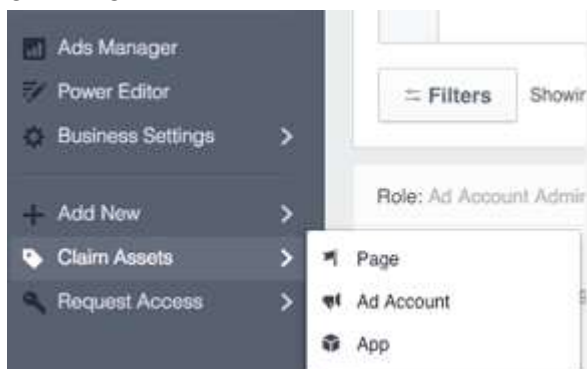 Ads Manager
Power Editor
Business Settings
Add New
Claim Assets
Request Access
Filters
Role: Ad Account
Page
Ad Account
App